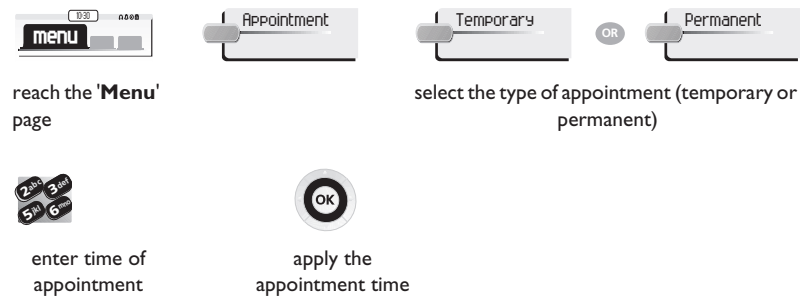 10:30
menu
Appointment
Temporary
OR
Permanent
reach the 'Menu'
page
select the type of appointment (temporary or
permanent)
2abc 3def
5jkl 6mno
OK
enter time of
appointment
apply the
appointment time